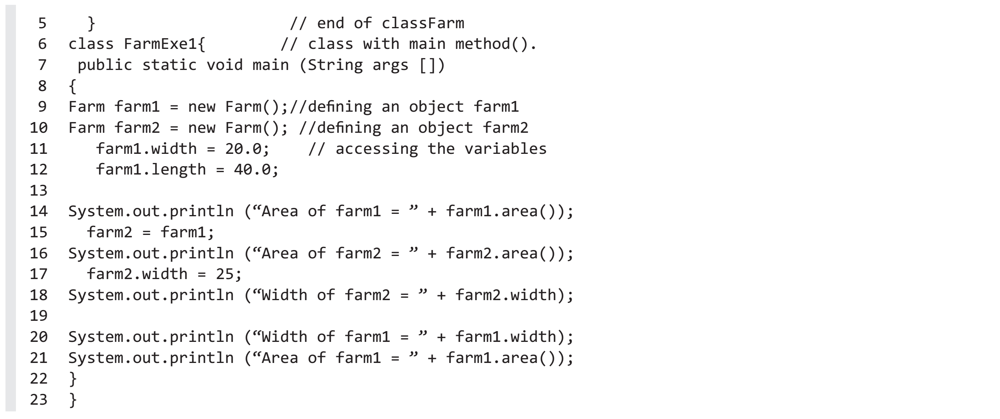 5 } // end of classFarm
6 class FarmExe1{ // class with main method().
7 public static void main (String args [])
8 {
9 Farm farm1 = new Farm();//defining an object farm1
10 Farm farm2 = new Farm(); //defining an object farm2
11 farm1.width = 20.0; // accessing the variables
12 farm1.length = 40.0;
13
14 System.out.println (“Area of farm1 = ” + farm1.area());
15 farm2 = farm1;
16 System.out.println (“Area of farm2 = ” + farm2.area());
17 farm2.width = 25;
18 System.out.println (“Width of farm2 = ” + farm2.width);
19
20 System.out.println (“Width of farm1 = ” + farm1.width);
21 System.out.println (“Area of farm1 = ” + farm1.area());
22 }
23 }